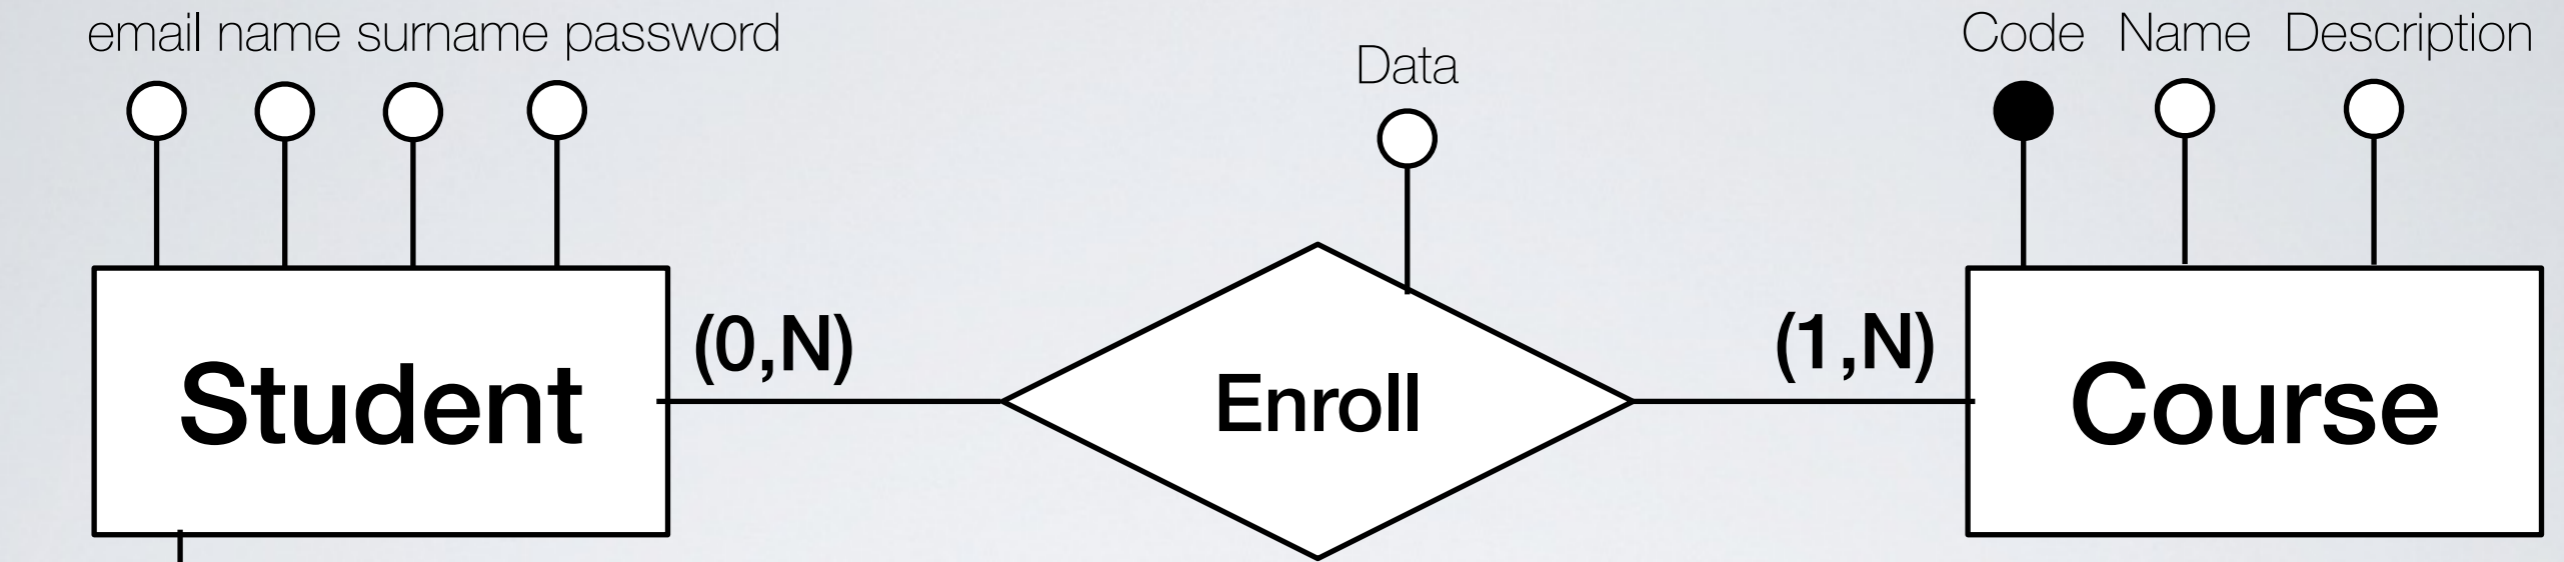 email name surname password
Data
Code Name Description
Student
(0,N)
Enroll
(1,N)
Course